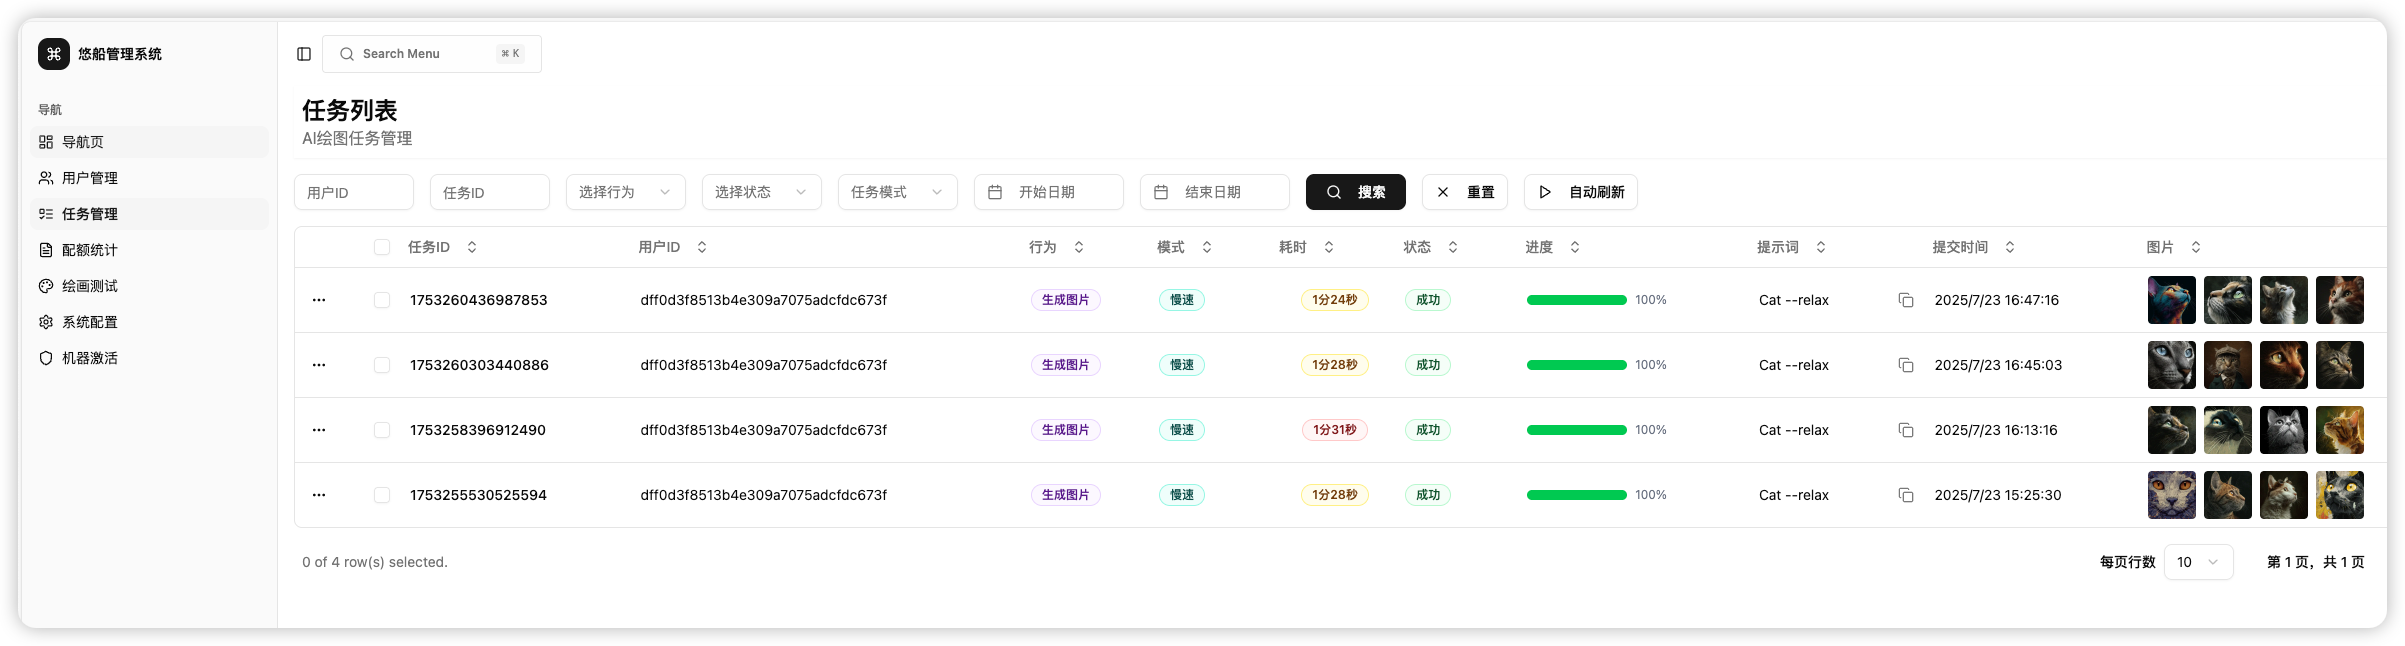 悠船管理系统
导航
导航页
用户管理
任务管理
配额统计
绘画测试
系统配置
机器激活
Search Menu ⌘ K
任务列表
AI绘图任务管理
用户ID 任务ID 选择行为 选择状态 任务模式 开始日期 结束日期 搜索 重置 自动刷新
任务ID 用户ID 行为 模式 耗时 状态 进度 提示词 提交时间 图片
1753260436987853 dff0d3f8513b4e309a7075adcfdc673f 生成图片 慢速 1分24秒 成功 100% Cat --relax 2025/7/23 16:47:16
1753260303440886 dff0d3f8513b4e309a7075adcfdc673f 生成图片 慢速 1分28秒 成功 100% Cat --relax 2025/7/23 16:45:03
1753258396912490 dff0d3f8513b4e309a7075adcfdc673f 生成图片 慢速 1分31秒 成功 100% Cat --relax 2025/7/23 16:13:16
1753255530525594 dff0d3f8513b4e309a7075adcfdc673f 生成图片 慢速 1分28秒 成功 100% Cat --relax 2025/7/23 15:25:30
0 of 4 row(s) selected. 每页行数 10 第 1 页，共 1 页